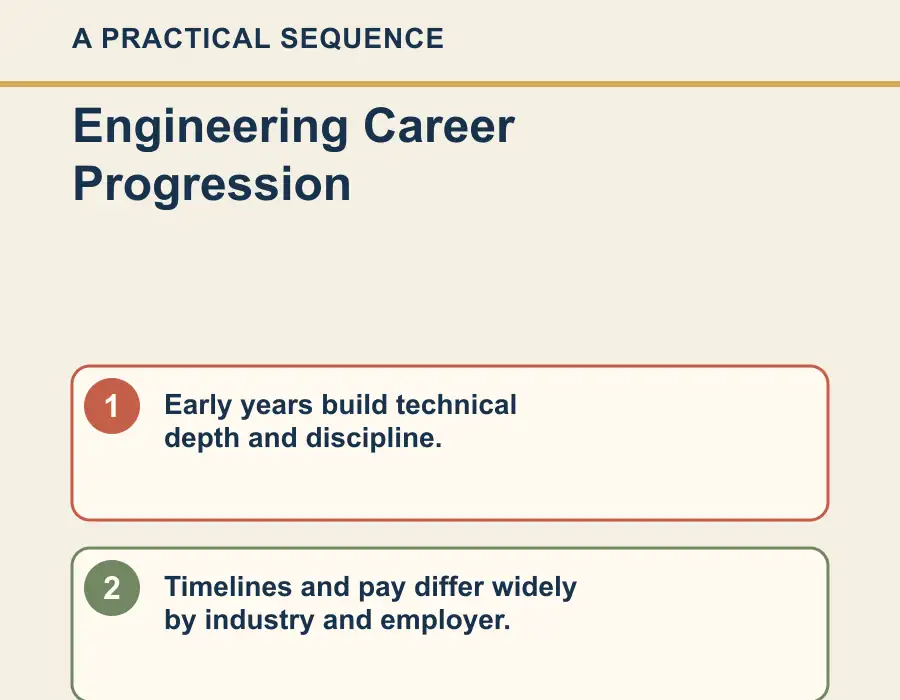 A PRACTICAL SEQUENCE
Engineering Career
Progression
1
Early years build technical
depth and discipline.
2
Timelines and pay differ widely
by industry and employer.